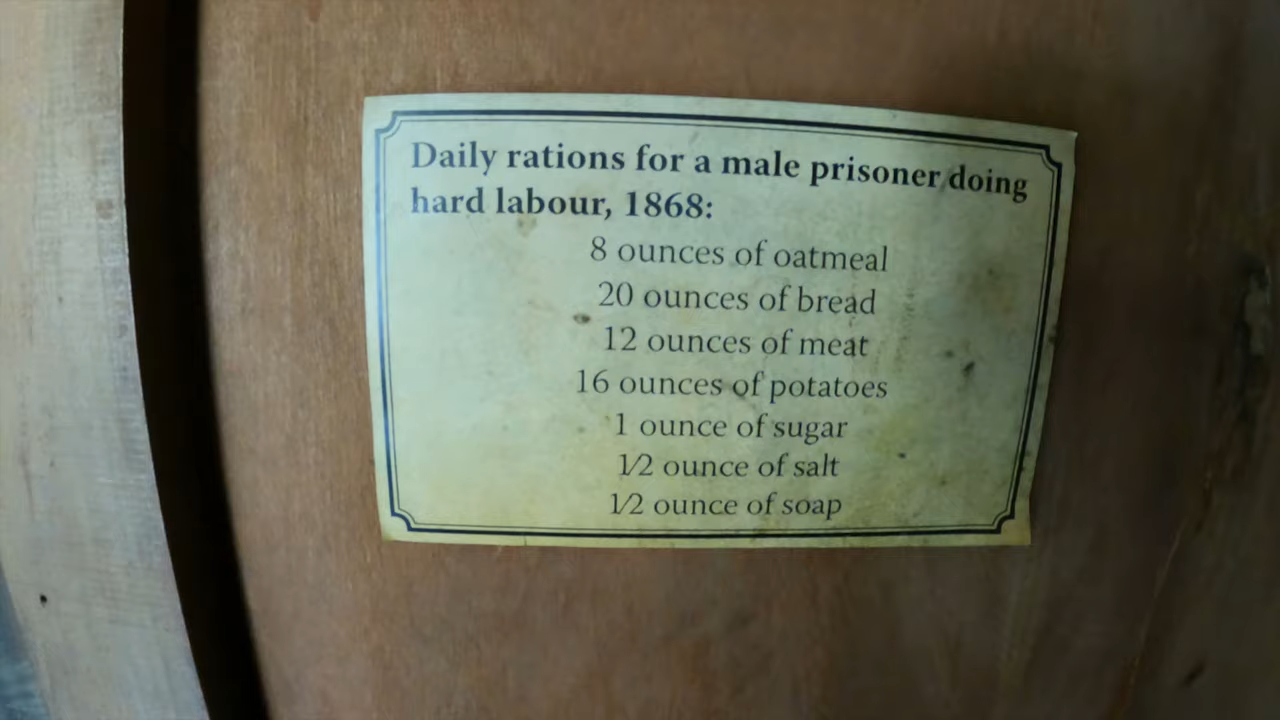 Daily rations for a male prisoner doing
hard labour, 1868:
8 ounces of oatmeal
20 ounces of bread
12 ounces of meat
16 ounces of potatoes
1 ounce of sugar
1/2 ounce of salt
1/2 ounce of soap